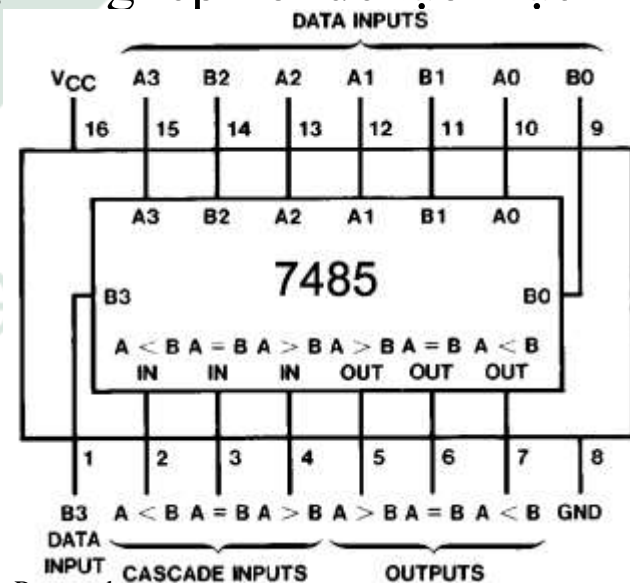 DATA INPUTS
VCC A3 B2 A2 A1 B1 A0 B0
16 15 14 13 12 11 10 9
A3 B2 A2 A1 B1 A0
7485
B3 B0
A < B A = B A > B A > B A = B A < B
IN IN IN OUT OUT OUT
1 2 3 4 5 6 7 8
B3 A < B A = B A > B A > B A = B A < B GND
DATA
INPUT CASCADE INPUTS OUTPUTS